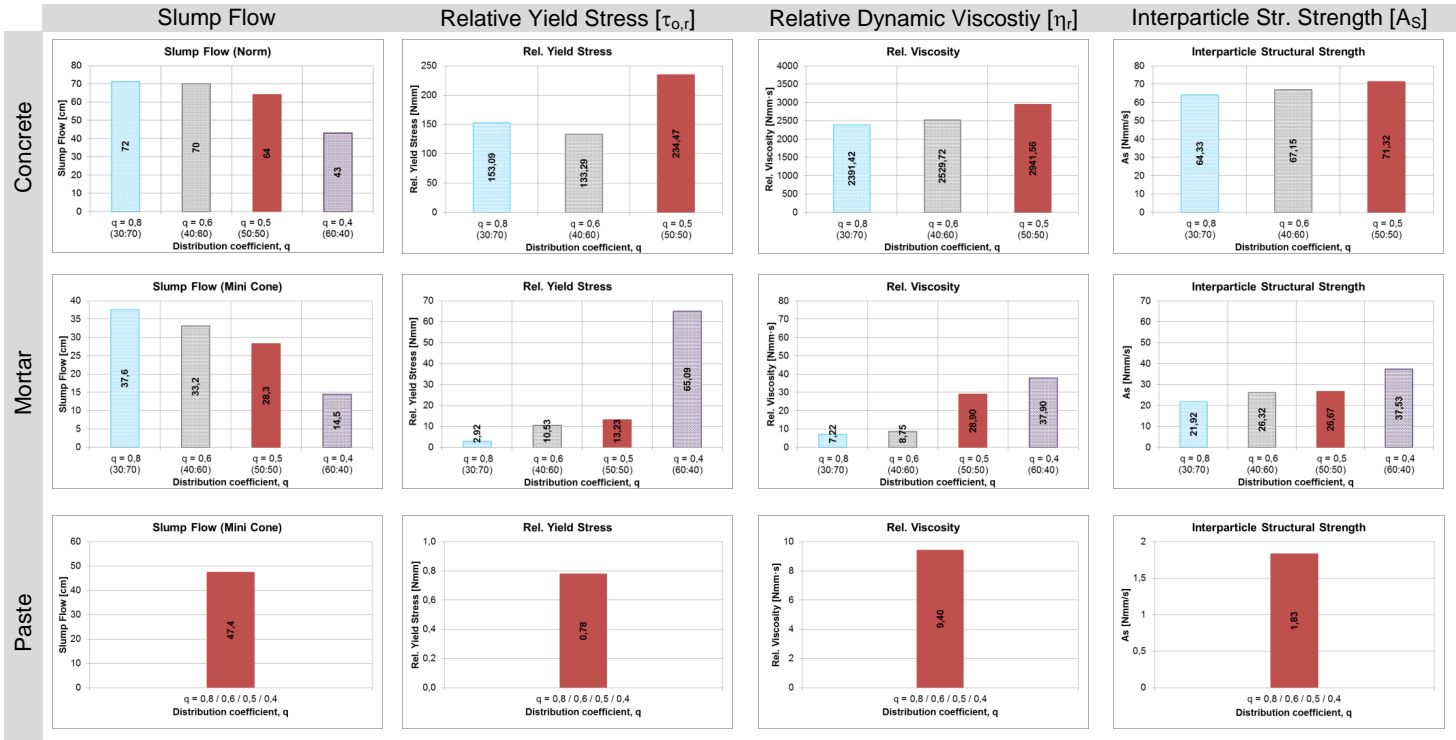 Slump Flow
Relative Yield Stress [τo,r]
Relative Dynamic Viscostiy [ηr]
Interparticle Str. Strength [AS]
Concrete
Slump Flow (Norm)
Slump Flow [cm]
80
70
60
50
40
30
20
10
0
72
70
64
43
q = 0,8 q = 0,6 q = 0,5 q = 0,4
(30:70) (40:60) (50:50) (60:40)
Distribution coefficient, q
Rel. Yield Stress
Rel. Yield Stress [Nmm]
250
200
150
100
50
0
153,09
133,29
234,47
q = 0,8 q = 0,6 q = 0,5
(30:70) (40:60) (50:50)
Distribution coefficient, q
Rel. Viscosity
Rel. Viscosity [Nmm·s]
4000
3500
3000
2500
2000
1500
1000
500
0
2391,42
2529,72
2941,56
q = 0,8 q = 0,6 q = 0,5
(30:70) (40:60) (50:50)
Distribution coefficient, q
Interparticle Structural Strength
As [Nmm/s]
80
70
60
50
40
30
20
10
0
64,33
67,15
71,32
q = 0,8 q = 0,6 q = 0,5
(30:70) (40:60) (50:50)
Distribution coefficient, q
Mortar
Slump Flow (Mini Cone)
Slump Flow [cm]
40
35
30
25
20
15
10
5
0
37,6
33,2
28,3
14,5
q = 0,8 q = 0,6 q = 0,5 q = 0,4
(30:70) (40:60) (50:50) (60:40)
Distribution coefficient, q
Rel. Yield Stress
Rel. Yield Stress [Nmm]
70
60
50
40
30
20
10
0
2,92
10,53
13,23
65,09
q = 0,8 q = 0,6 q = 0,5 q = 0,4
(30:70) (40:60) (50:50) (60:40)
Distribution coefficient, q
Rel. Viscosity
Rel. Viscosity [Nmm·s]
80
70
60
50
40
30
20
10
0
7,22
8,75
28,90
37,90
q = 0,8 q = 0,6 q = 0,5 q = 0,4
(30:70) (40:60) (50:50) (60:40)
Distribution coefficient, q
Interparticle Structural Strength
As [Nmm/s]
70
60
50
40
30
20
10
0
21,92
26,32
26,67
37,53
q = 0,8 q = 0,6 q = 0,5 q = 0,4
(30:70) (40:60) (50:50) (60:40)
Distribution coefficient, q
Paste
Slump Flow (Mini Cone)
Slump Flow [cm]
60
50
40
30
20
10
0
47,4
q = 0,8 / 0,6 / 0,5 / 0,4
Distribution coefficient, q
Rel. Yield Stress
Rel. Yield Stress [Nmm]
1,0
0,8
0,6
0,4
0,2
0,0
0,78
q = 0,8 / 0,6 / 0,5 / 0,4
Distribution coefficient, q
Rel. Viscosity
Rel. Viscosity [Nmm·s]
10
8
6
4
2
0
9,40
q = 0,8 / 0,6 / 0,5 / 0,4
Distribution coefficient, q
Interparticle Structural Strength
As [Nmm/s]
2
1,5
1
0,5
0
1,83
q = 0,8 / 0,6 / 0,5 / 0,4
Distribution coefficient, q